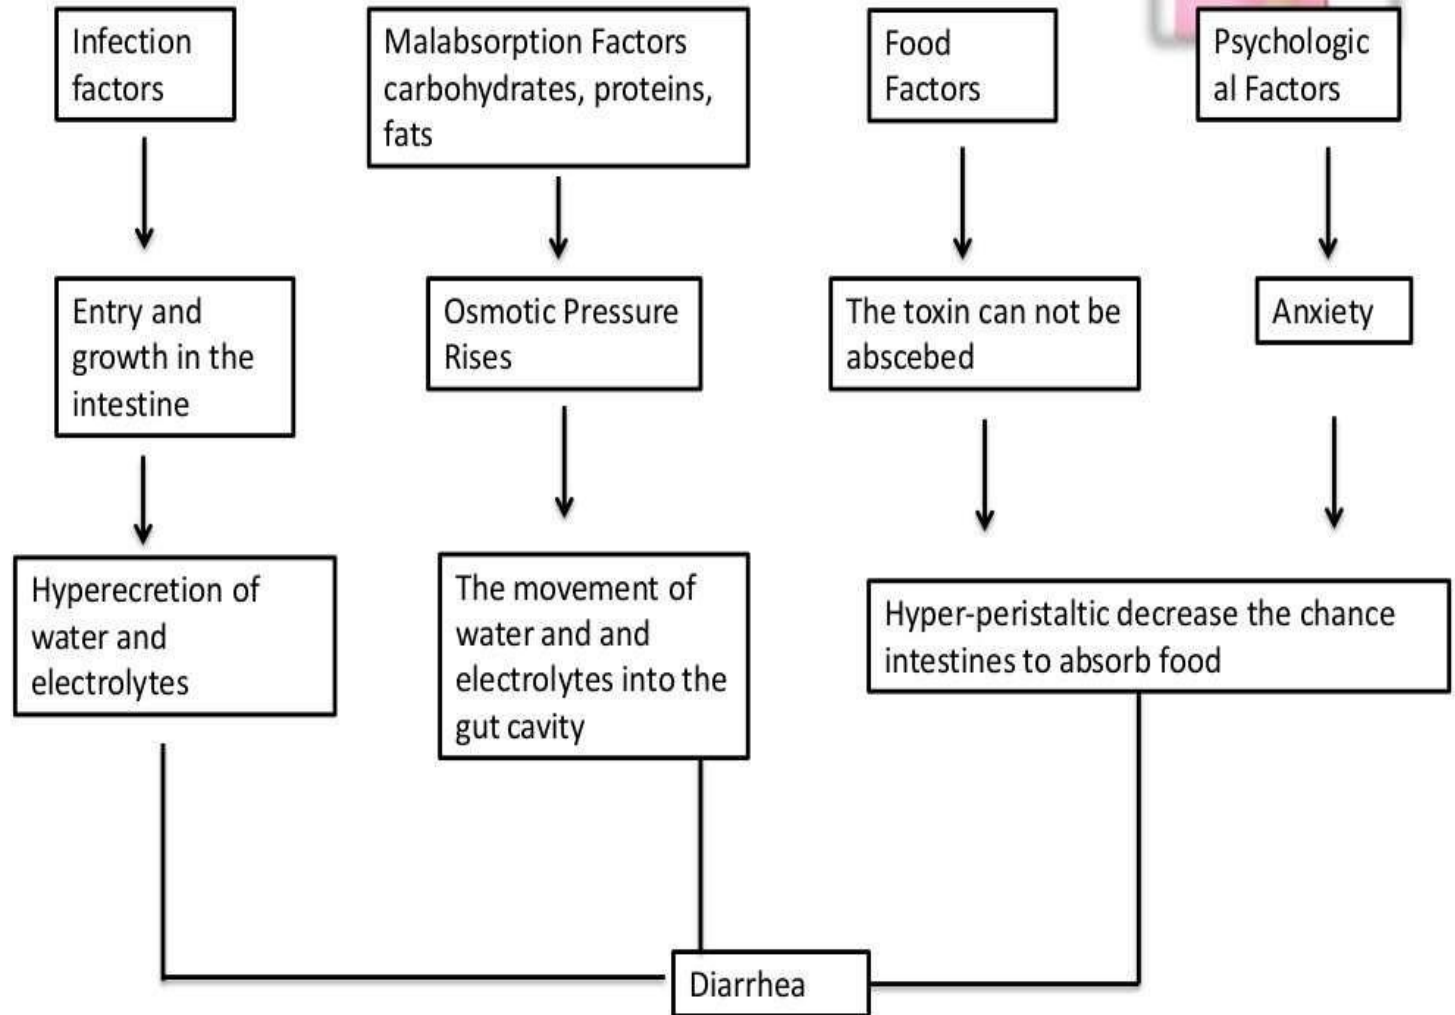 Infection
factors
Malabsorption Factors
carbohydrates, proteins,
fats
Food
Factors
Psychologic
al Factors
Entry and
growth in the
intestine
Osmotic Pressure
Rises
The toxin can not be
abscebed
Anxiety
Hyperecretion of
water and
electrolytes
The movement of
water and and
electrolytes into the
gut cavity
Hyper-peristaltic decrease the chance
intestines to absorb food
Diarrhea